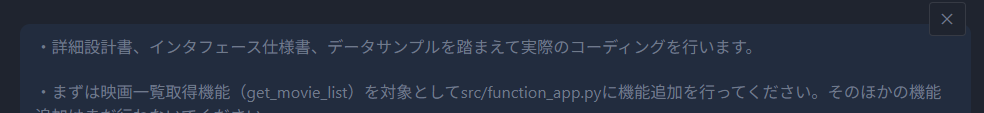 ・詳細設計書、インタフェース仕様書、データサンプルを踏まえて実際のコーディングを行います。
・まずは映画一覧取得機能（get_movie_list）を対象としてsrc/function_app.pyに機能追加を行ってください。そのほかの機能